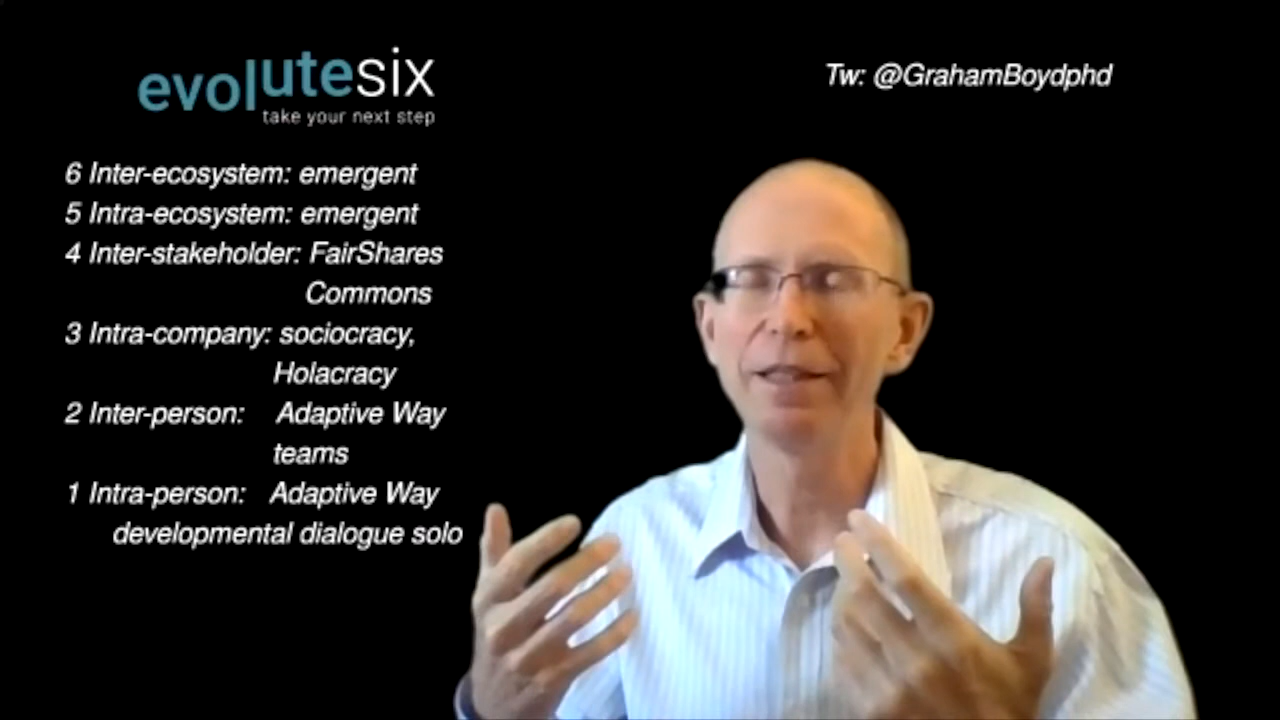 evolutesix
take your next step
Tw: @GrahamBoydphd
6 Inter-ecosystem: emergent
5 Intra-ecosystem: emergent
4 Inter-stakeholder: FairShares
Commons
3 Intra-company: sociocracy,
Holacracy
2 Inter-person: Adaptive Way
teams
1 Intra-person: Adaptive Way
developmental dialogue solo